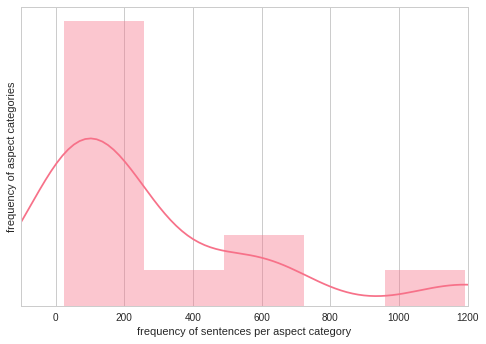 frequency of aspect categories
0 200 400 600 800 1000 1200
frequency of sentences per aspect category